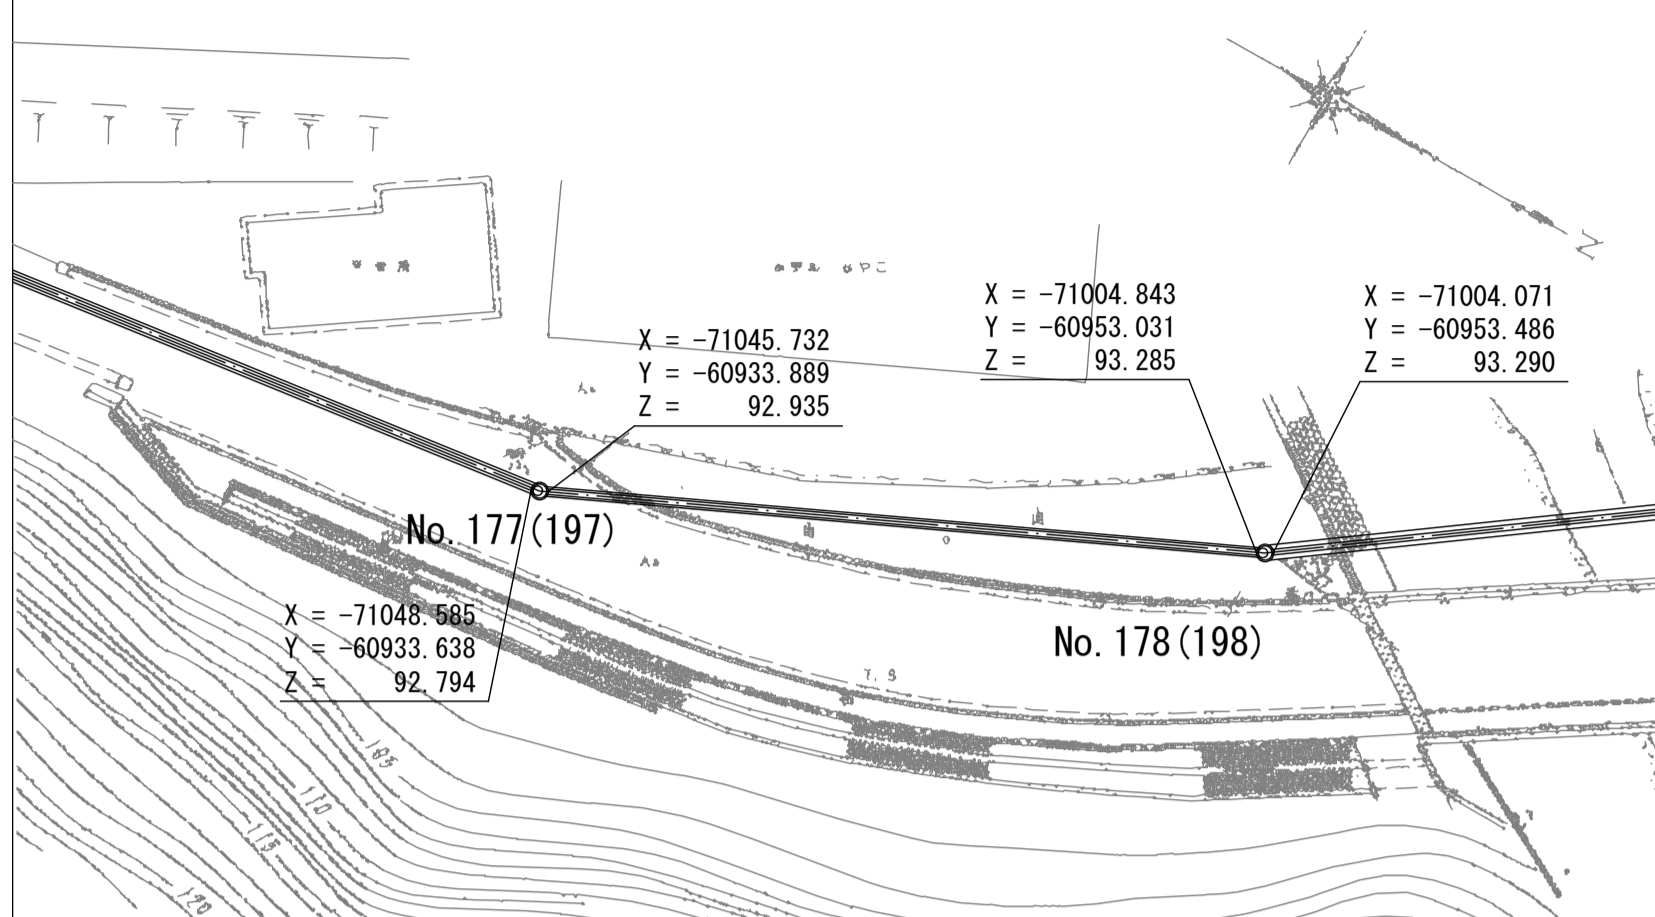 N
X = -71004.843
Y = -60953.031
Z = 93.285
X = -71004.071
Y = -60953.486
Z = 93.290
X = -71045.732
Y = -60933.889
Z = 92.935
No.177(197)
X = -71048.585
Y = -60933.638
Z = 92.794
No.178(198)
110
115
120